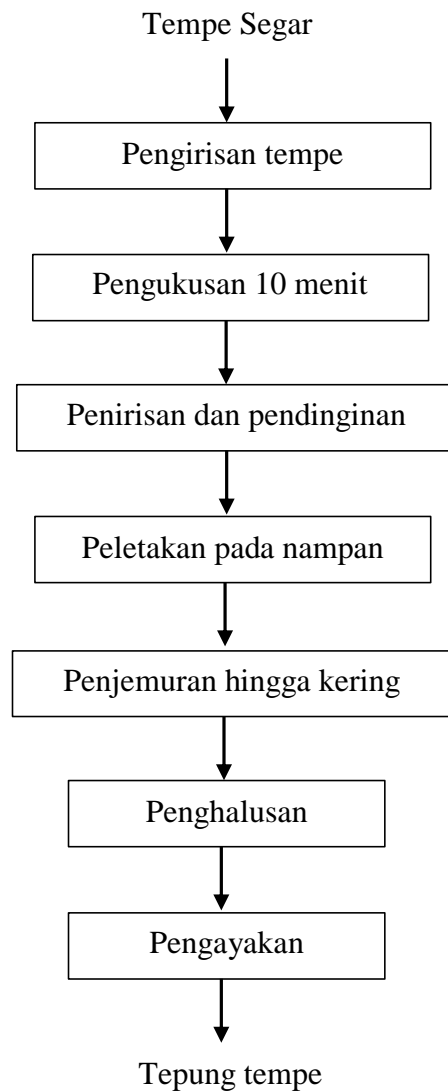 Tempe Segar
Pengirisan tempe
Pengukusan 10 menit
Penirisan dan pendinginan
Peletakan pada nampan
Penjemuran hingga kering
Penghalusan
Pengayakan
Tepung tempe